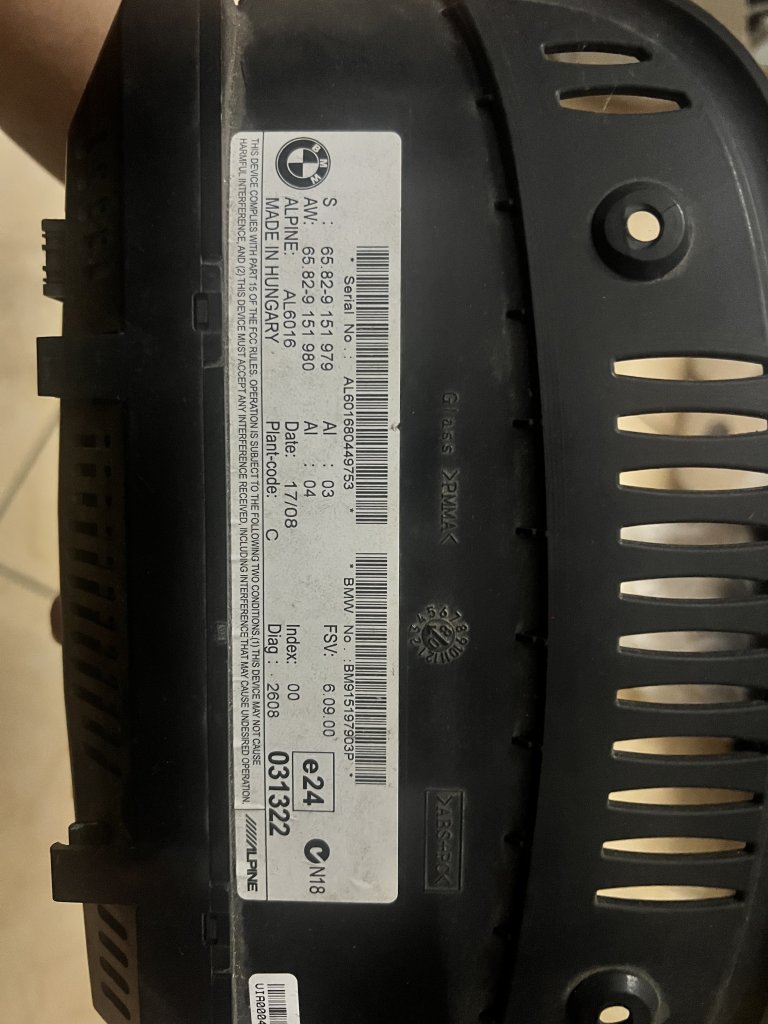 * Serial No.: AL601680449753 *
* BMW No.: BM915197903P *
BMW
S : 65.82-9 151 979 AI : 03 FSV: 6.09.00
AW: 65.82-9 151 980 AI : 04
ALPINE: AL6016 Date: 17/08 Index: 00
MADE IN HUNGARY Plant-code: C Diag : 2608
e24
031322
N18
THIS DEVICE COMPLIES WITH PART 15 OF THE FCC RULES. OPERATION IS SUBJECT TO THE FOLLOWING TWO CONDITIONS.(1) THIS DEVICE MAY NOT CAUSE
HARMFUL INTERFERENCE, AND (2) THIS DEVICE MUST ACCEPT ANY INTERFERENCE RECEIVED, INCLUDING INTERFERENCE THAT MAY CAUSE UNDESIRED OPERATION.
ALPINE
Glass >PMMA<
>ABS+PC<